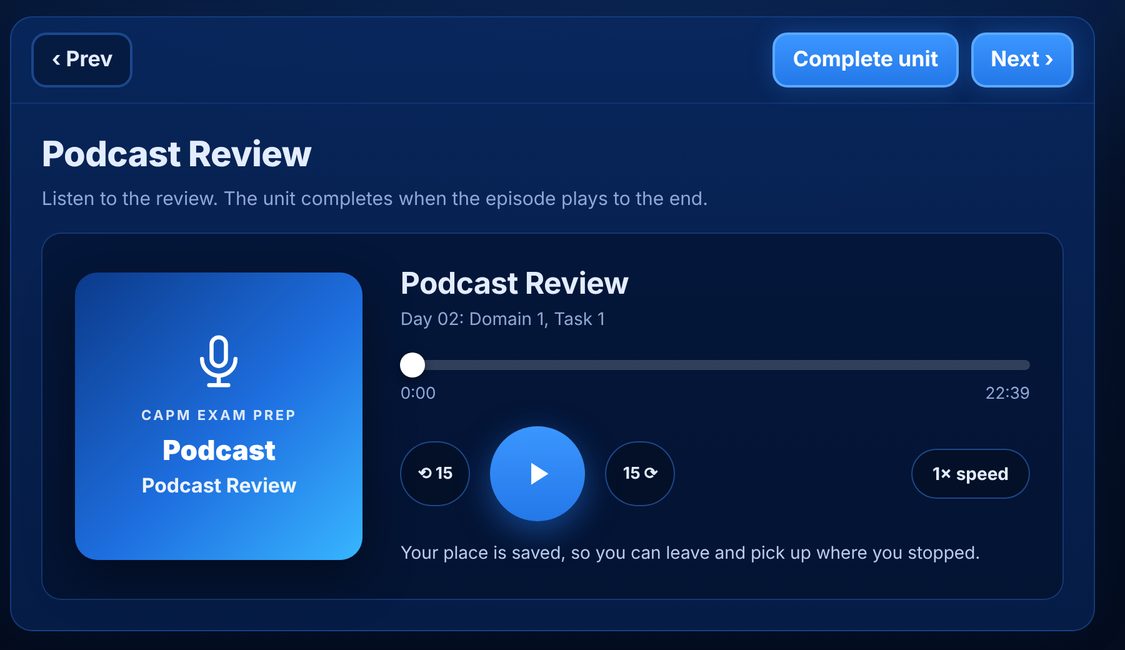 ‹ Prev
Complete unit
Next ›
Podcast Review
Listen to the review. The unit completes when the episode plays to the end.
CAPM EXAM PREP
Podcast
Podcast Review
Podcast Review
Day 02: Domain 1, Task 1
0:00
22:39
⟲ 15
15 ⟳
1× speed
Your place is saved, so you can leave and pick up where you stopped.